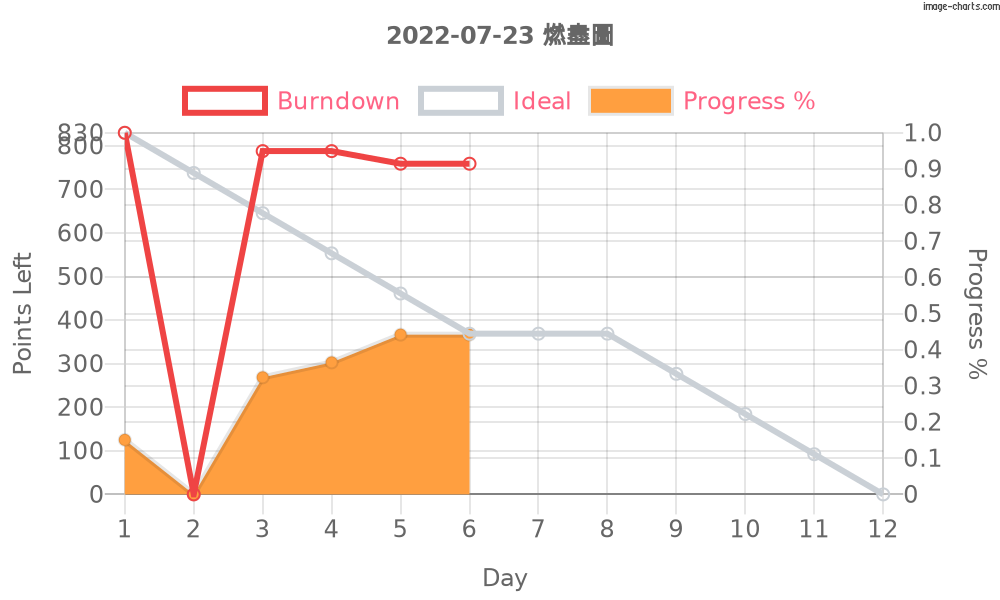 image-charts.com
2022-07-23 燃盡圖
Burndown Ideal Progress %
830 1.0
800
0.9
700
0.8
600
0.7
500 0.6
400 0.5
300 0.4
0.3
200
0.2
100 0.1
0 0
Points Left
Progress %
1 2 3 4 5 6 7 8 9 10 11 12
Day